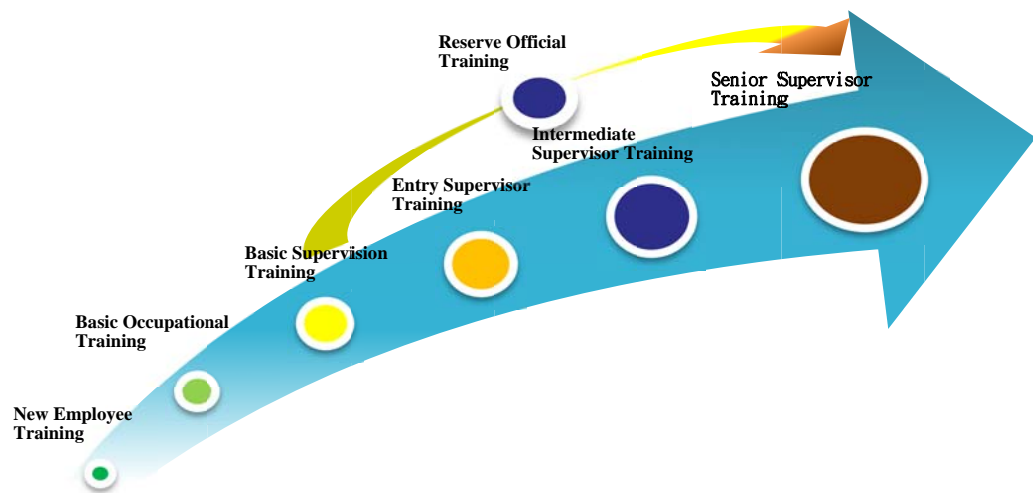 Reserve Official
Training
Senior Supervisor
Training
Intermediate
Supervisor Training
Entry Supervisor
Training
Basic Supervision
Training
Basic Occupational
Training
New Employee
Training